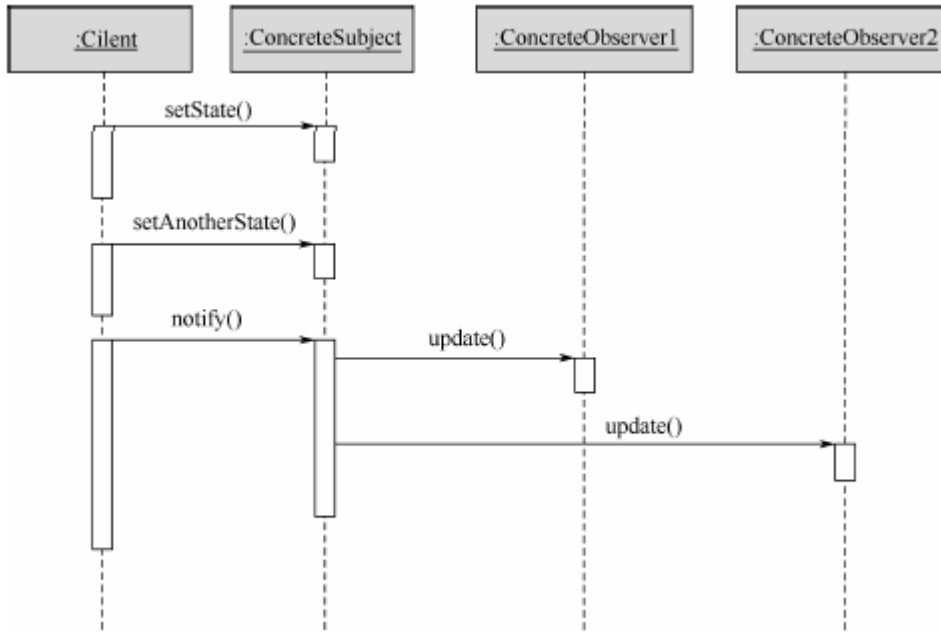 :Cilent
:ConcreteSubject
:ConcreteObserver1
:ConcreteObserver2
setState()
setAnotherState()
notify()
update()
update()